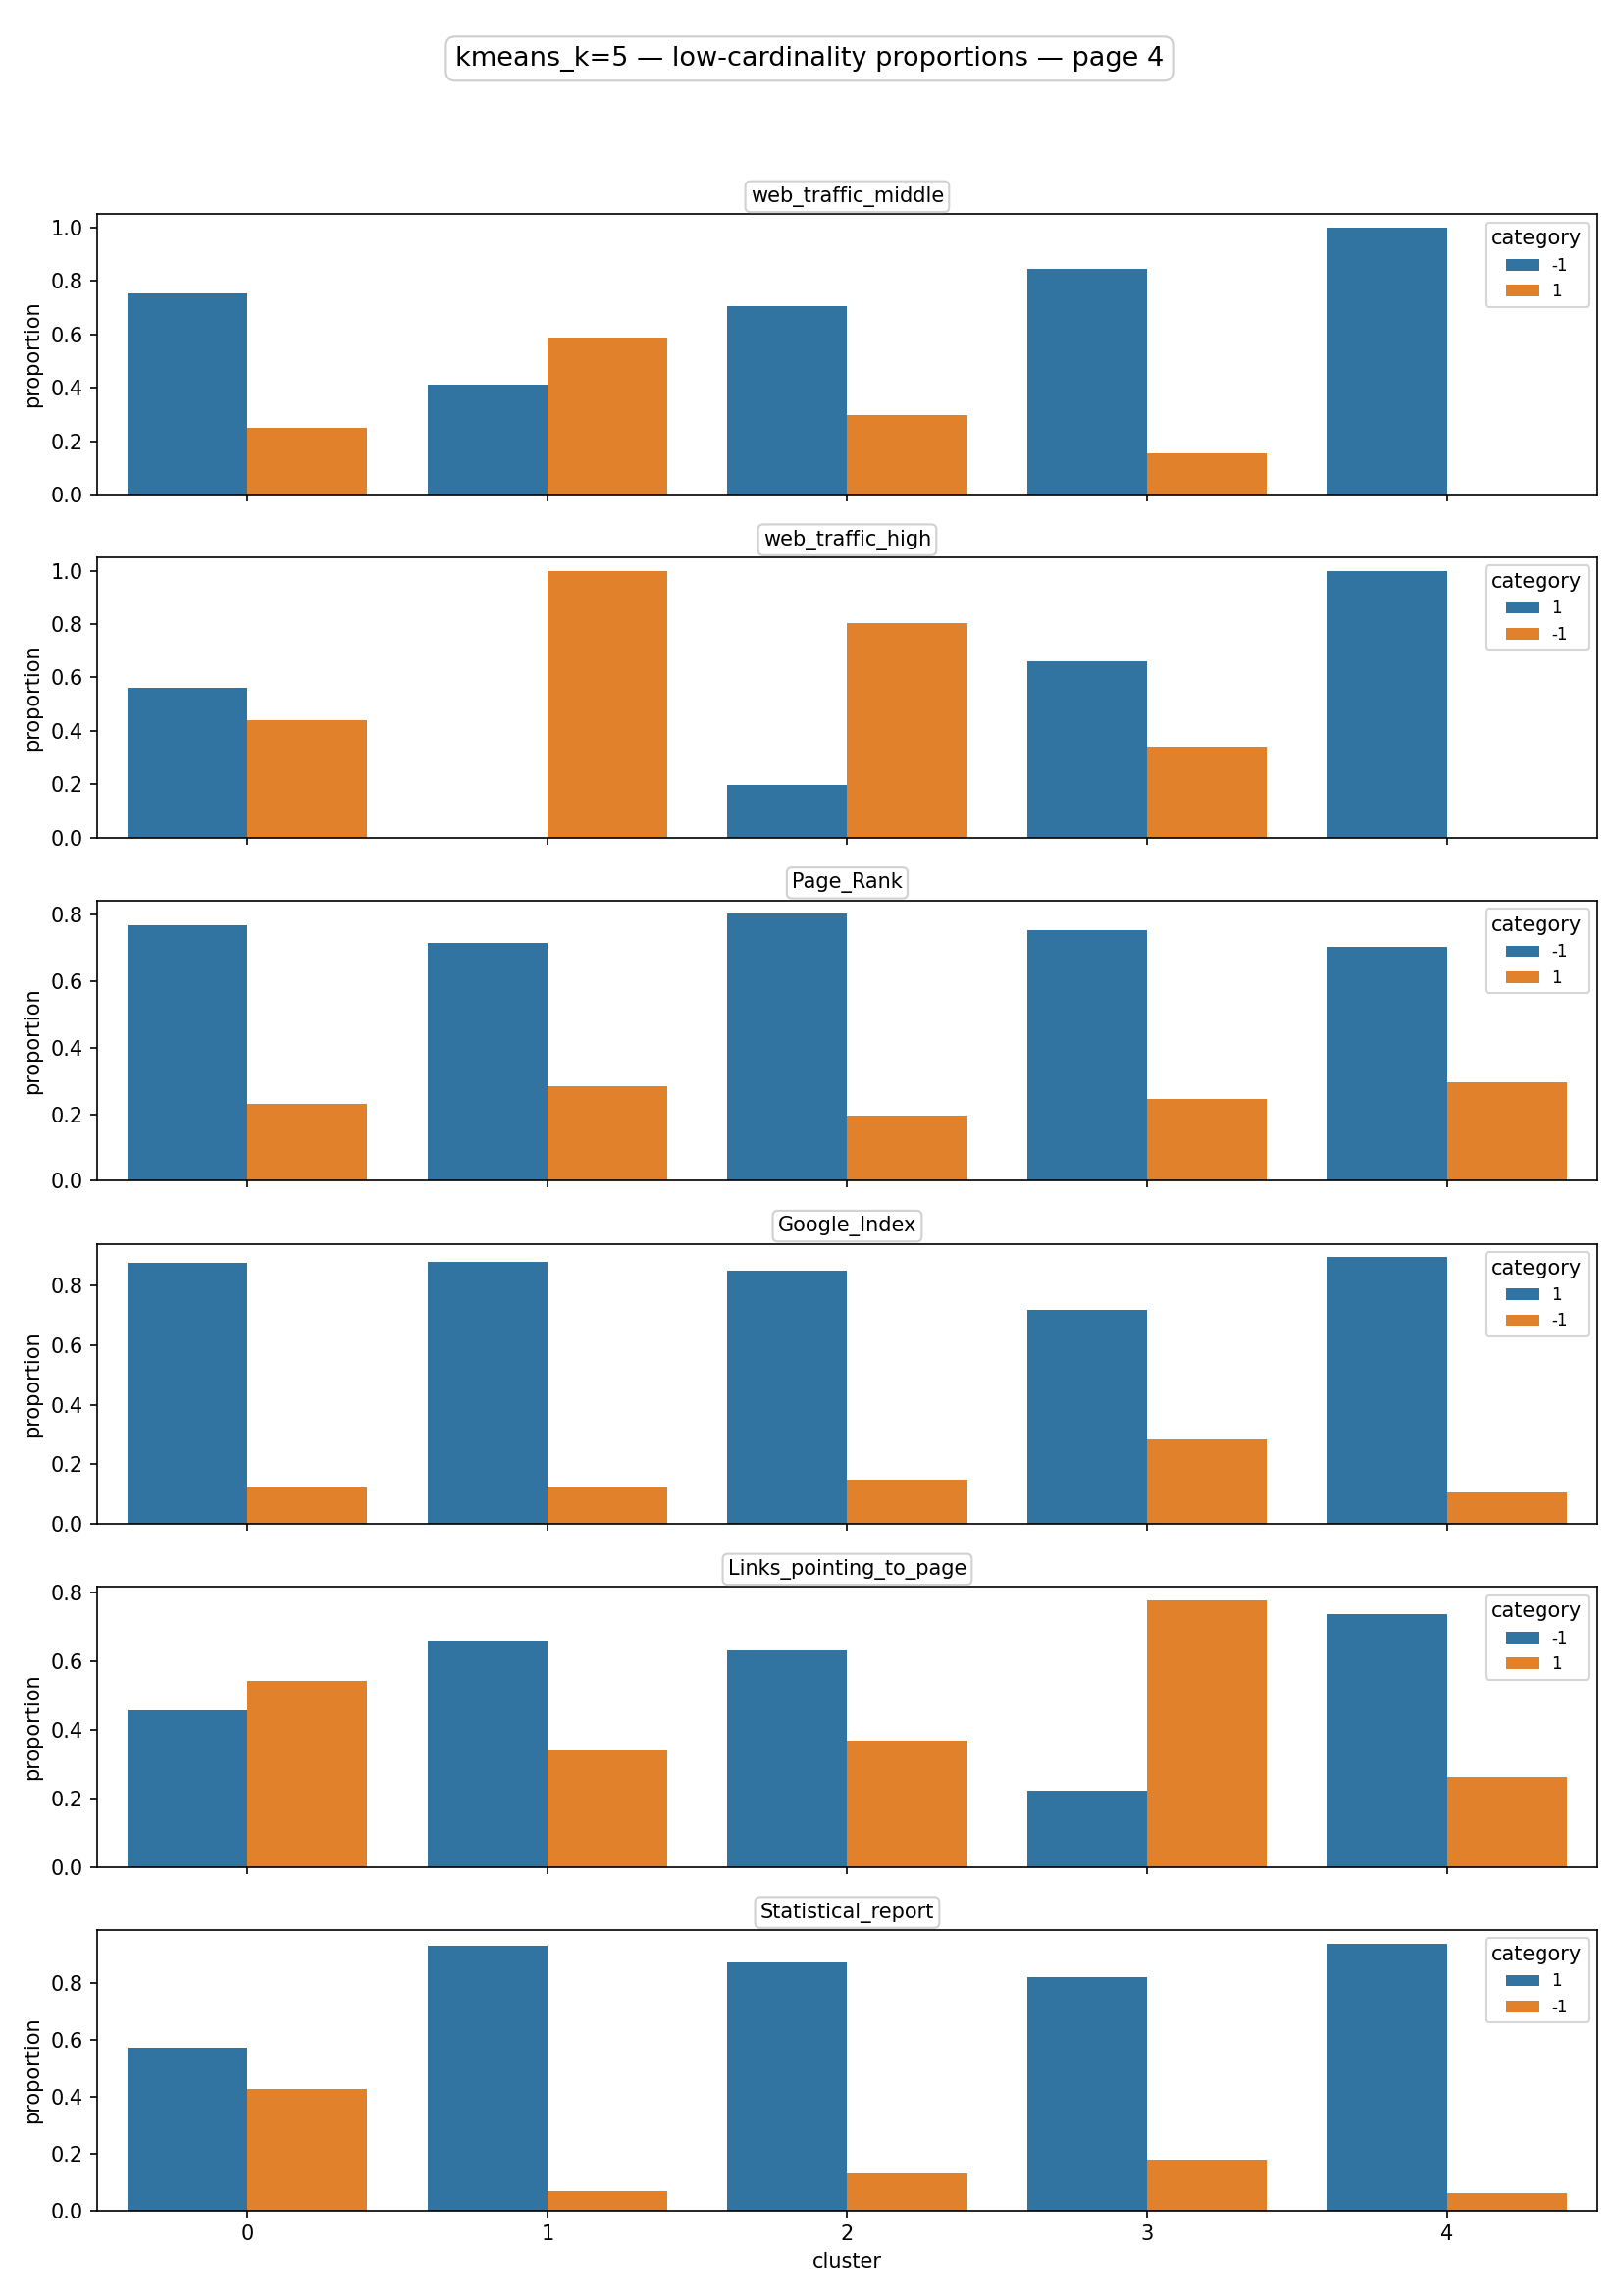 kmeans_k=5 — low-cardinality proportions — page 4
web_traffic_middle
1.0
0.8
0.6
0.4
0.2
0.0
proportion
category
-1
1
web_traffic_high
1.0
0.8
0.6
0.4
0.2
0.0
proportion
category
1
-1
Page_Rank
0.8
0.6
0.4
0.2
0.0
proportion
category
-1
1
Google_Index
0.8
0.6
0.4
0.2
0.0
proportion
category
1
-1
Links_pointing_to_page
0.8
0.6
0.4
0.2
0.0
proportion
category
-1
1
Statistical_report
0.8
0.6
0.4
0.2
0.0
proportion
category
1
-1
0 1 2 3 4
cluster